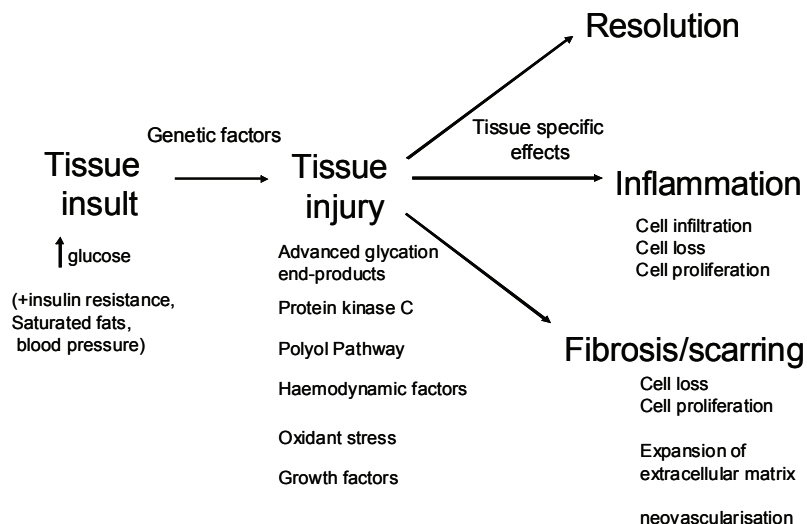 Resolution
Genetic factors
Tissue specific
effects
Tissue
insult
Tissue
injury
Inflammation
glucose
(+insulin resistance,
Saturated fats,
blood pressure)
Advanced glycation
end-products
Protein kinase C
Polyol Pathway
Haemodynamic factors
Oxidant stress
Growth factors
Cell infiltration
Cell loss
Cell proliferation
Fibrosis/scarring
Cell loss
Cell proliferation
Expansion of
extracellular matrix
neovascularisation